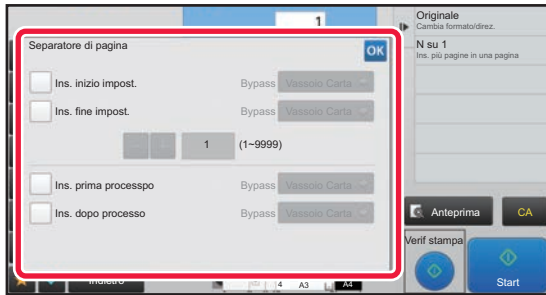 1
Originale
Cambia formato/direz.
N su 1
Ins. più pagine in una pagina
Separatore di pagina
OK
Ins. inizio impost. Bypass Vassoio Carta
Ins. fine impost. Bypass Vassoio Carta
1 (1~9999)
Ins. prima processpo Bypass Vassoio Carta
Ins. dopo processo Bypass Vassoio Carta
Anteprima CA
Verif stampa
Start
Indietro
4 A3 A4